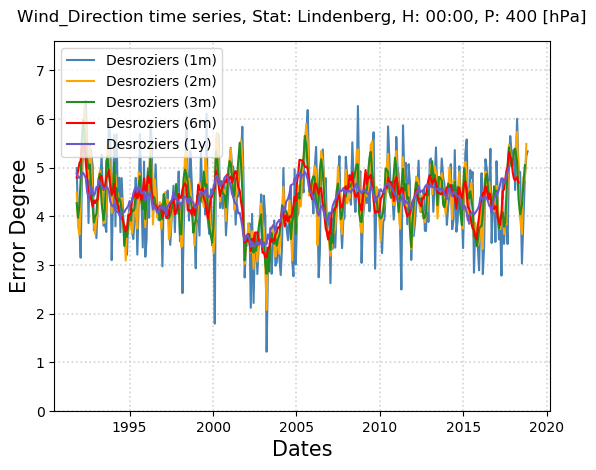 Wind_Direction time series, Stat: Lindenberg, H: 00:00, P: 400 [hPa]
Desroziers (1m)
Desroziers (2m)
Desroziers (3m)
Desroziers (6m)
Desroziers (1y)
Error Degree
7
6
5
4
3
2
1
0
1995 2000 2005 2010 2015 2020
Dates